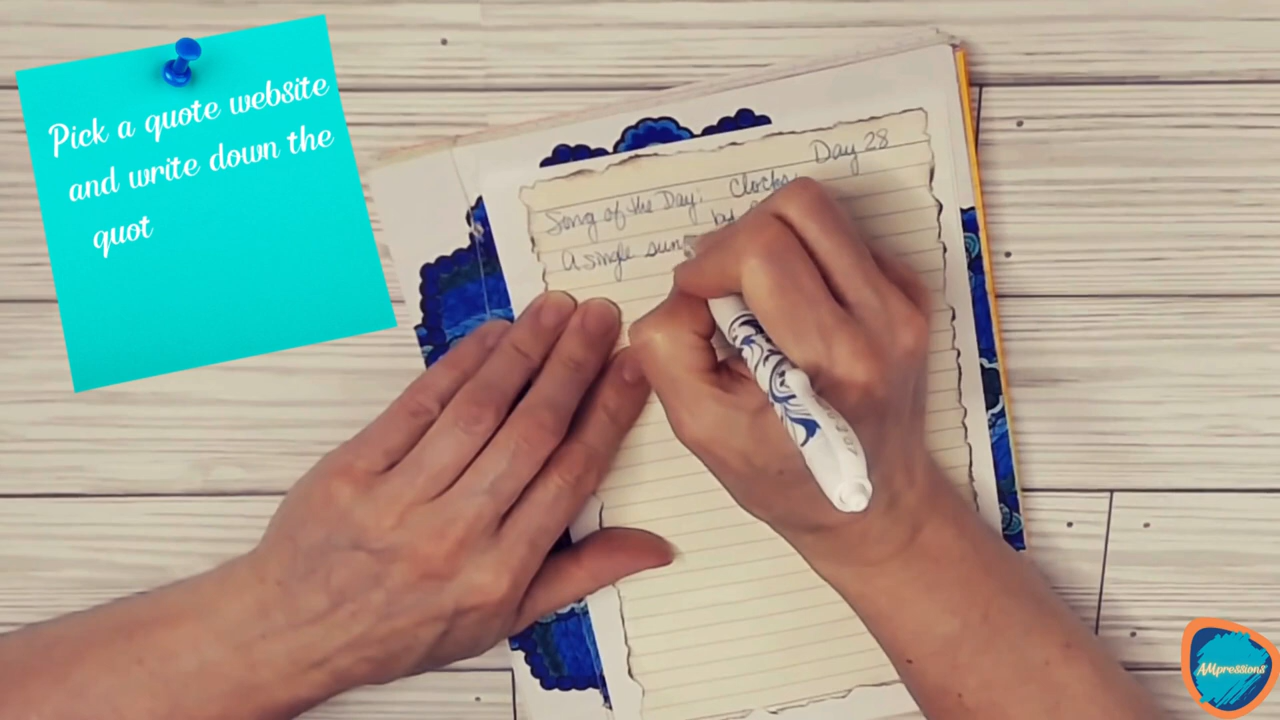 Pick a quote website
and write down the
quot
Day 28
Song of the Day: Clocks
by
A single sun
AMpressions